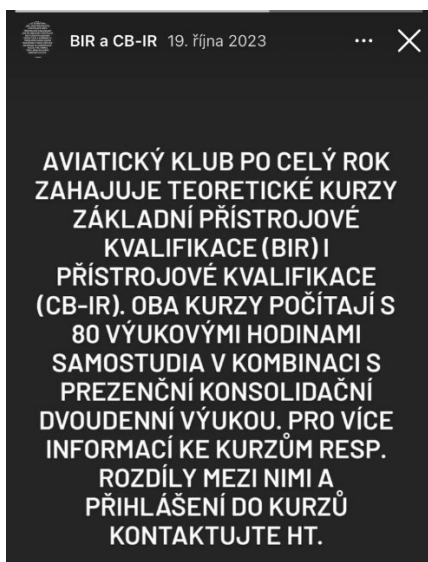 BIR a CB-IR 19. října 2023
AVIATICKÝ KLUB PO CELÝ ROK
ZAHAJUJE TEORETICKÉ KURZY
ZÁKLADNÍ PŘÍSTROJOVÉ
KVALIFIKACE (BIR) I
PŘÍSTROJOVÉ KVALIFIKACE
(CB-IR). OBA KURZY POČÍTAJÍ S
80 VÝUKOVÝMI HODINAMI
SAMOSTUDIA V KOMBINACI S
PREZENČNÍ KONSOLIDAČNÍ
DVOUDENNÍ VÝUKOU. PRO VÍCE
INFORMACÍ KE KURZŮM RESP.
ROZDÍLY MEZI NIMI A
PŘIHLÁŠENÍ DO KURZŮ
KONTAKTUJTE HT.